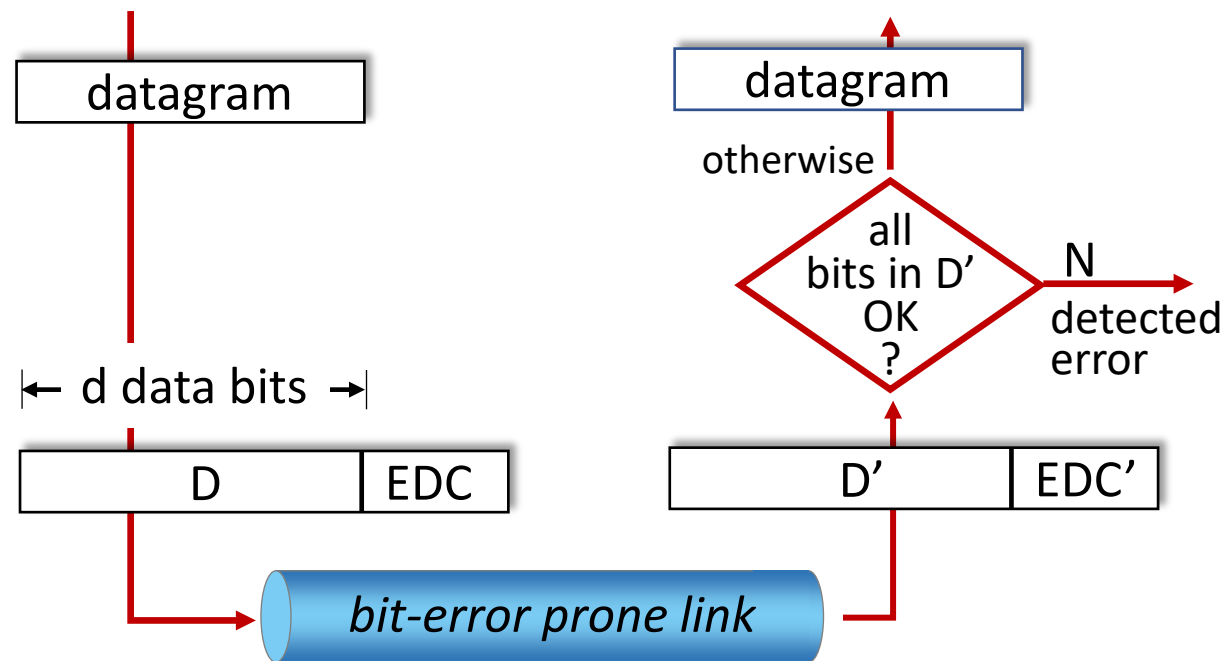 datagram
d data bits
D
EDC
bit-error prone link
datagram
otherwise
all
bits in D’
OK
?
N
detected
error
D’
EDC’